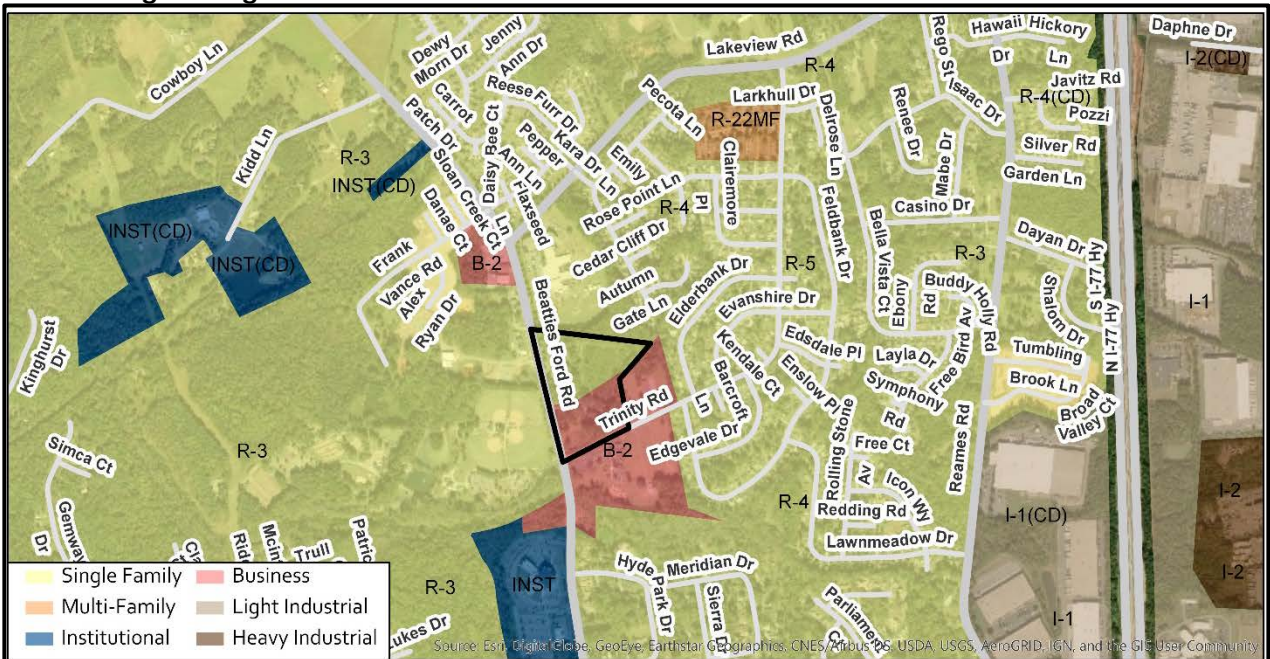 Cowboy Ln
Kidd Ln
Dewy
Morn Dr
Jenny
Ann Dr
Carrot
Patch Dr
Reese
Furr Dr
Kara Dr
Pepper
Ann Ln
Daisy Bee Ct
Flaxseed
Ln
Sloan Creek Ct
Danae Ct
Frank
Vance Rd
Alex
Ryan Dr
Lakeview Rd
Pecota Ln
Larkhull Dr
Emily
Ln
Rose Point Ln
Clairemore
Pl
Cedar Cliff Dr
Autumn
Gate Ln
Elderbank Dr
Evanshire Dr
Delrose Ln
Feldbank Dr
Bella Vista Ct
Rego St
Isaac Dr
Renee Dr
Mabe Dr
Casino Dr
Hawaii
Dr
Hickory
Ln
Daphne Dr
Javitz Rd
Pozzi
Silver Rd
Garden Ln
Dayan Dr
Shalom Dr
S I-77 Hy
N I-77 Hy
Ebony
Rd
Buddy Holly Rd
Free Bird Av
Layla Dr
Symphony
Rd
Tumbling
Brook Ln
Broad
Valley Ct
Edsdale Pl
Enslow Pl
Kendale Ct
Barcroft
Ln
Trinity Rd
Edgevale Dr
Beatties Ford Rd
Rolling Stone
Av
Free Ct
Icon Wy
Redding Rd
Lawnmeadow Dr
Reames Rd
Kinghurst
Dr
Simca Ct
Gemway
Dr
Trull
Hyde Park Dr
Meridian Dr
Sierra Dr
R-3
INST(CD)
INST(CD)
INST(CD)
B-2
R-4
R-22MF
R-4
R-5
R-4(CD)
R-3
I-2(CD)
I-1
R-3
B-2
R-4
I-1(CD)
I-2
I-2
I-1
R-3
INST
Single Family
Multi-Family
Institutional
Business
Light Industrial
Heavy Industrial
Source: Esri, DigitalGlobe, GeoEye, Earthstar Geographics, CNES/Airbus DS, USDA, USGS, AeroGRID, IGN, and the GIS User Community